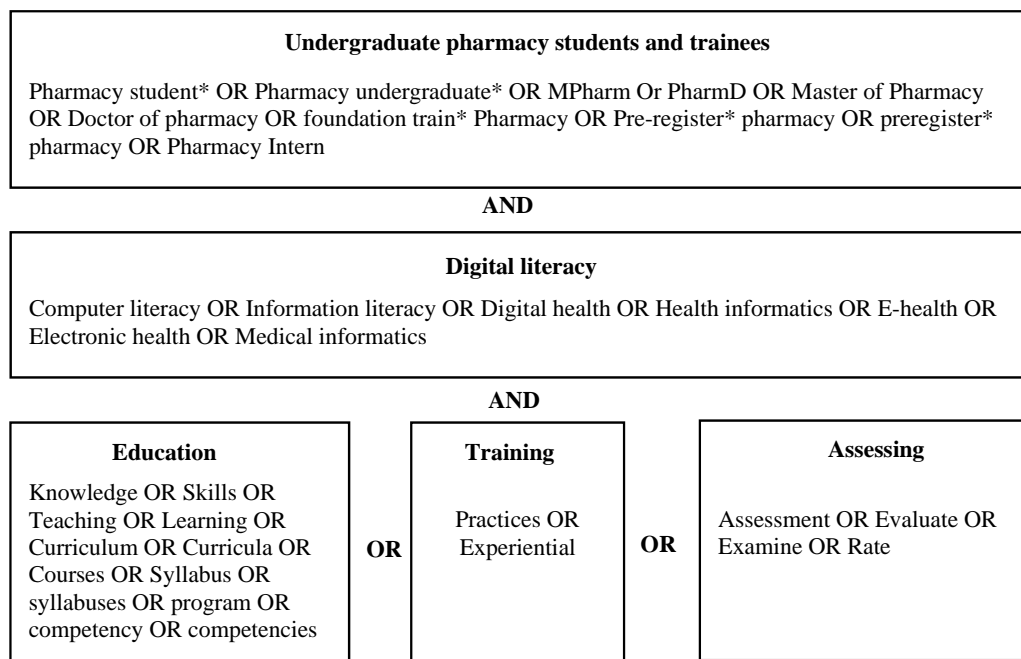 Undergraduate pharmacy students and trainees
Pharmacy student* OR Pharmacy undergraduate* OR MPharm Or PharmD OR Master of Pharmacy
OR Doctor of pharmacy OR foundation train* Pharmacy OR Pre-register* pharmacy OR preregister*
pharmacy OR Pharmacy Intern
AND
Digital literacy
Computer literacy OR Information literacy OR Digital health OR Health informatics OR E-health OR
Electronic health OR Medical informatics
AND
Education
Knowledge OR Skills OR
Teaching OR Learning OR
Curriculum OR Curricula OR
Courses OR Syllabus OR
syllabuses OR program OR
competency OR competencies
OR
Training
Practices OR
Experiential
OR
Assessing
Assessment OR Evaluate OR
Examine OR Rate